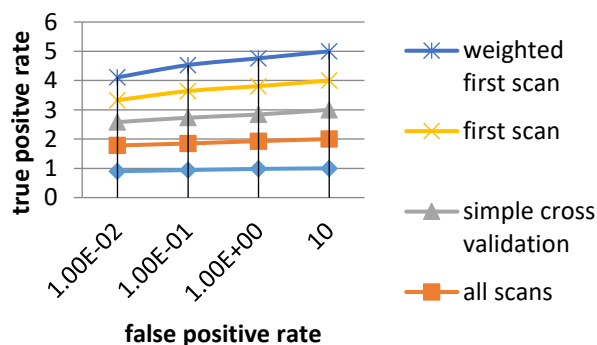 6
5
4
3
2
1
0
true positve rate
1.00E-02
1.00E-01
1.00E+00
10
false positive rate
weighted
first scan
first scan
simple cross
validation
all scans